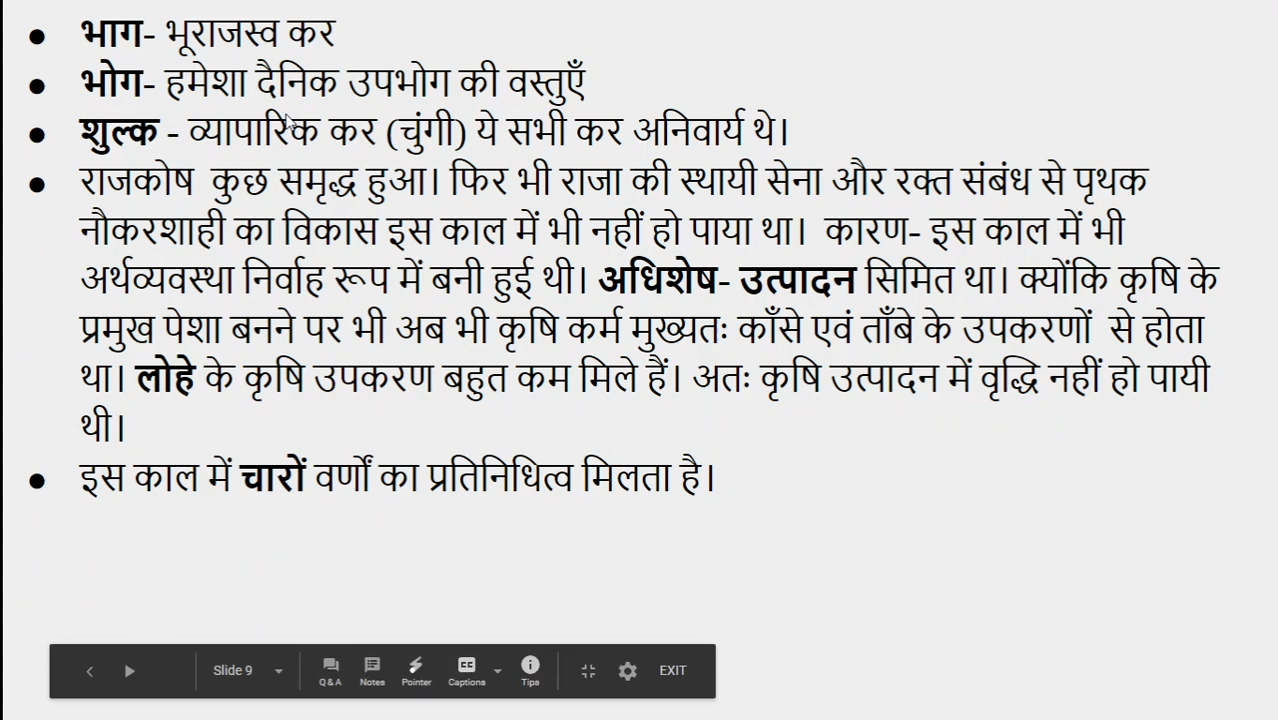 ● भाग- भूराजस्व कर
● भोग- हमेशा दैनिक उपभोग की वस्तुएँ
● शुल्क - व्यापारिक कर (चुंगी) ये सभी कर अनिवार्य थे।
● राजकोष कुछ समृद्ध हुआ। फिर भी राजा की स्थायी सेना और रक्त संबंध से पृथक
नौकरशाही का विकास इस काल में भी नहीं हो पाया था। कारण- इस काल में भी
अर्थव्यवस्था निर्वाह रूप में बनी हुई थी। अधिशेष- उत्पादन सिमित था। क्योंकि कृषि के
प्रमुख पेशा बनने पर भी अब भी कृषि कर्म मुख्यतः काँसे एवं ताँबे के उपकरणों से होता
था। लोहे के कृषि उपकरण बहुत कम मिले हैं। अतः कृषि उत्पादन में वृद्धि नहीं हो पायी
थी।
● इस काल में चारों वर्णों का प्रतिनिधित्व मिलता है।
Slide 9 Q&A Notes Pointer CC Captions Tips EXIT